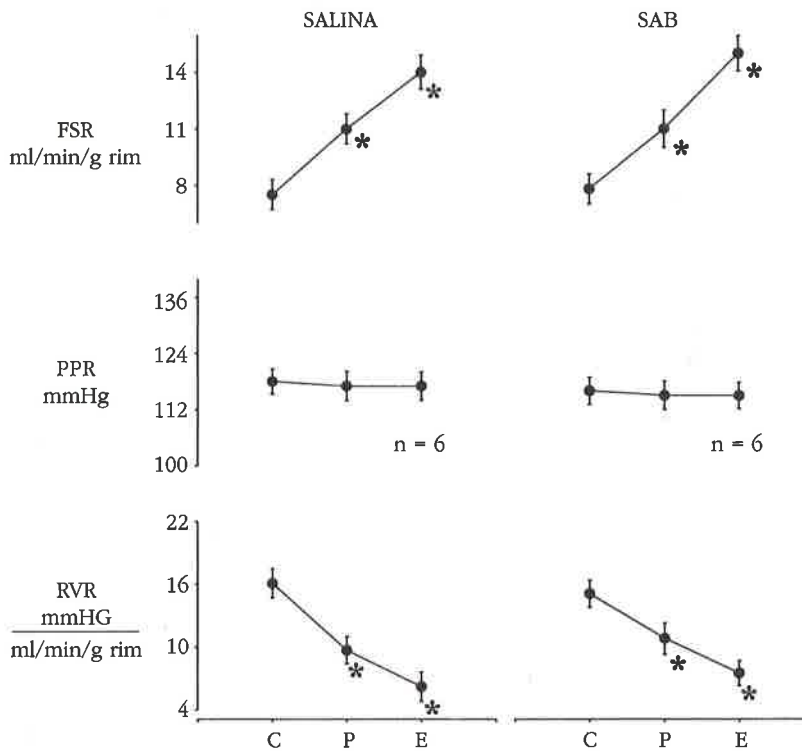 SALINA
SAB
14
11
8
FSR
ml/min/g rim
*
*
*
*
136
124
112
100
PPR
mmHg
n = 6
n = 6
22
16
10
4
RVR
mmHG
ml/min/g rim
*
*
*
*
C P E
C P E